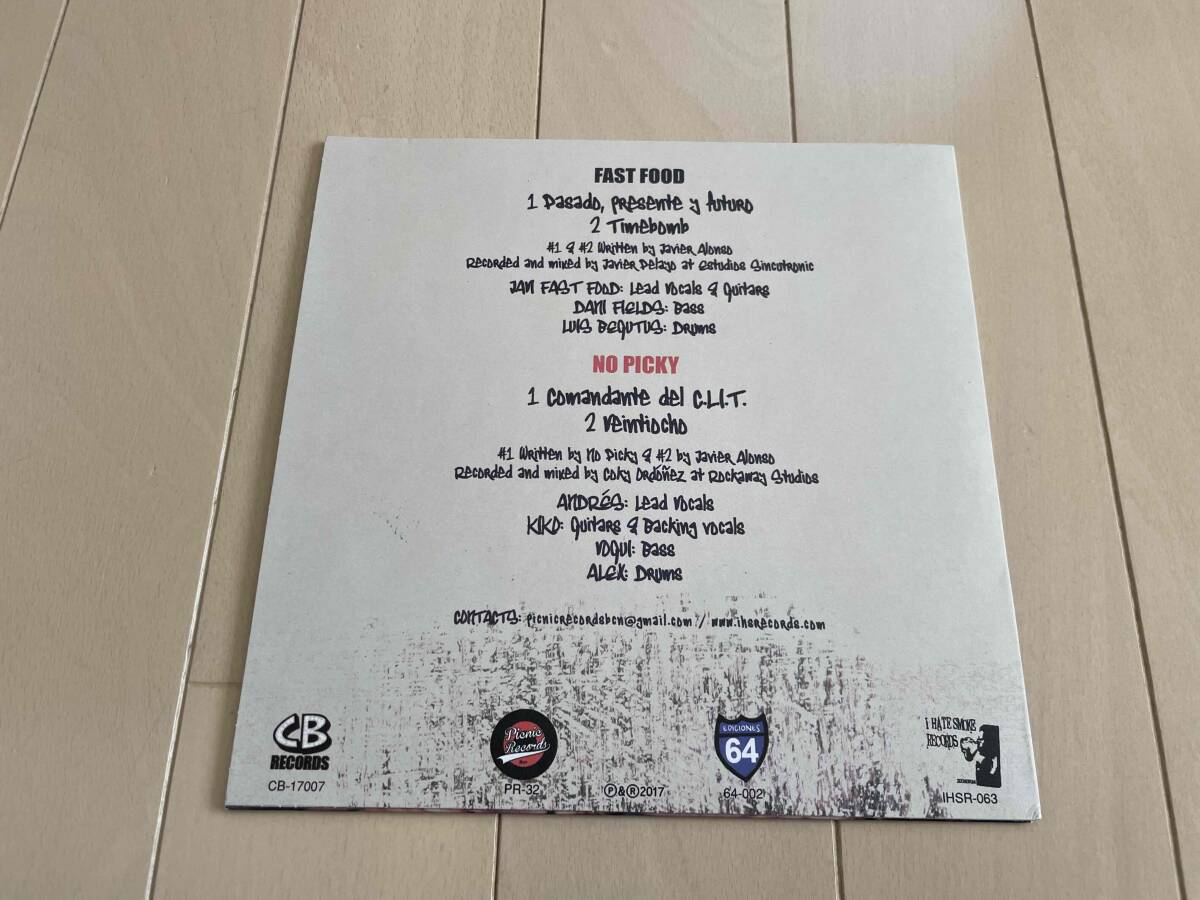 FAST FOOD
1 Pasado, presente y futuro
2 Timebomb
#1 & #2 Written by Javier Alonso
Recorded and mixed by Javier Pelayo at estudios Sincutronic
JAN FAST FOOD: Lead vocals & Guitars
DANI FIELDS: Bass
LUIS BEGUTUS: Drums
NO PICKY
1 Comandante del C.L.I.T.
2 Veintiocho
#1 Written by No Picky & #2 by Javier Alonso
Recorded and mixed by Coky Ordóñez at Rockaway Studios
ANDRÉS: Lead vocals
KIKO: Guitars & Backing vocals
VOGUI: Bass
ALEX: Drums
CONTACTS: picnicrecordsbcn@gmail.com / www.ihsrecords.com
CB RECORDS
CB-17007
Picnic Records
PR-32
Ⓟ&Ⓡ2017
EDICIONES 64
64-002
I HATE SMOKE RECORDS
IHSR-063